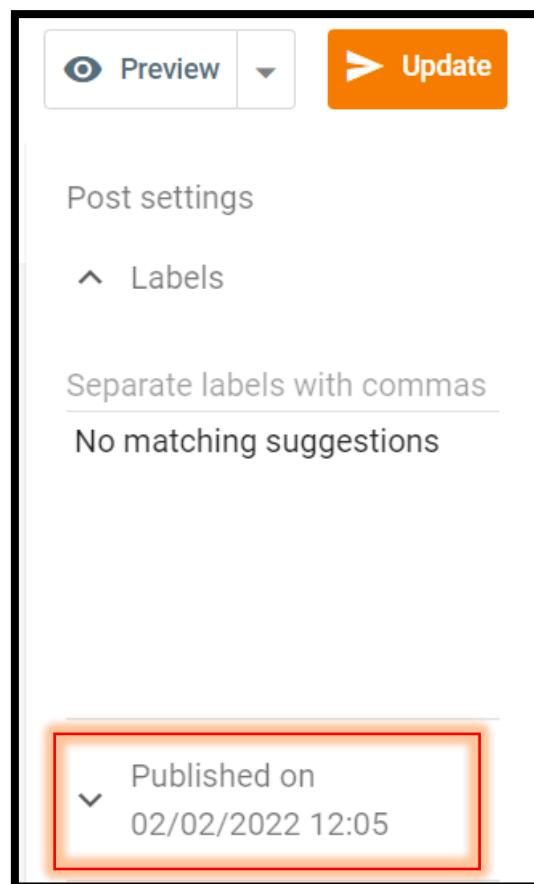 Preview
Update
Post settings
Labels
Separate labels with commas
No matching suggestions
Published on
02/02/2022 12:05